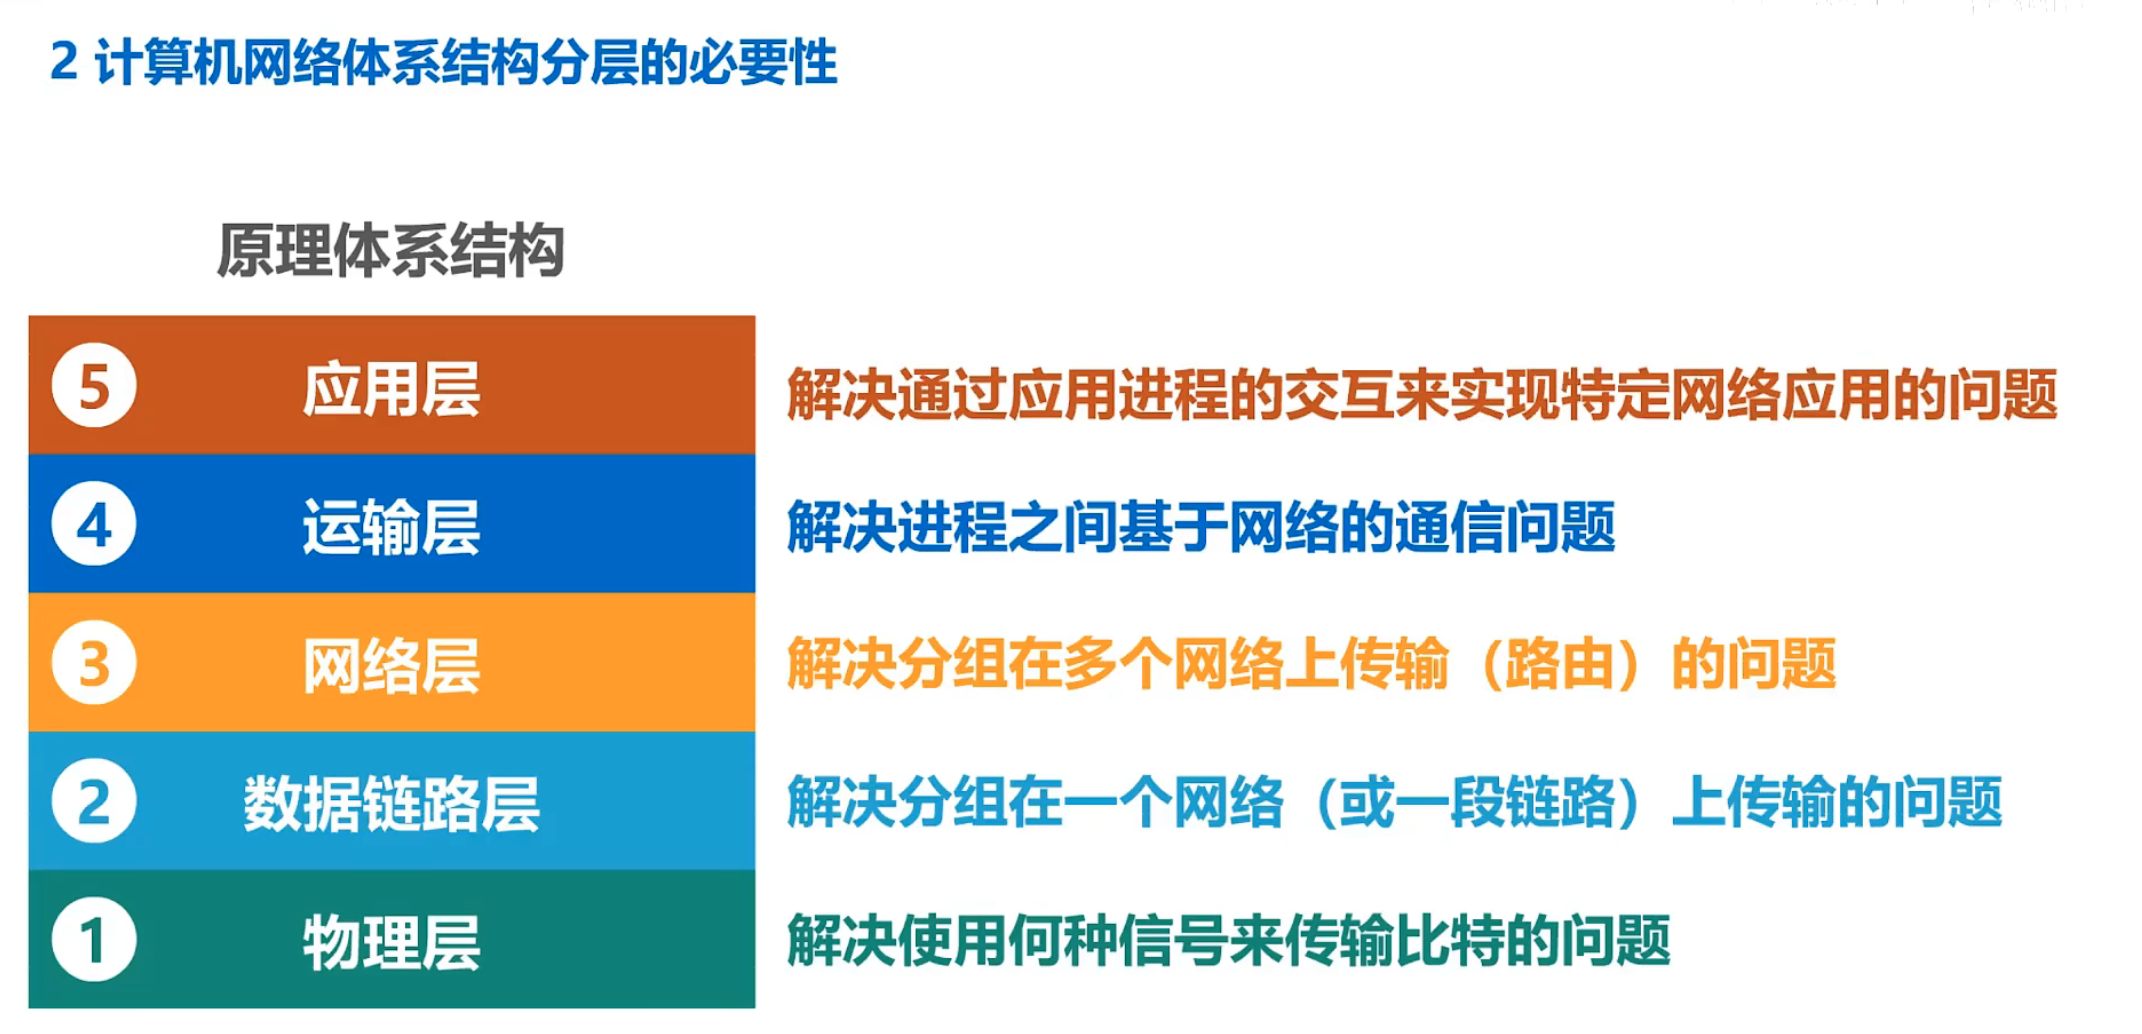 2 计算机网络体系结构分层的必要性
原理体系结构
5 应用层 解决通过应用进程的交互来实现特定网络应用的问题
4 运输层 解决进程之间基于网络的通信问题
3 网络层 解决分组在多个网络上传输（路由）的问题
2 数据链路层 解决分组在一个网络（或一段链路）上传输的问题
1 物理层 解决使用何种信号来传输比特的问题